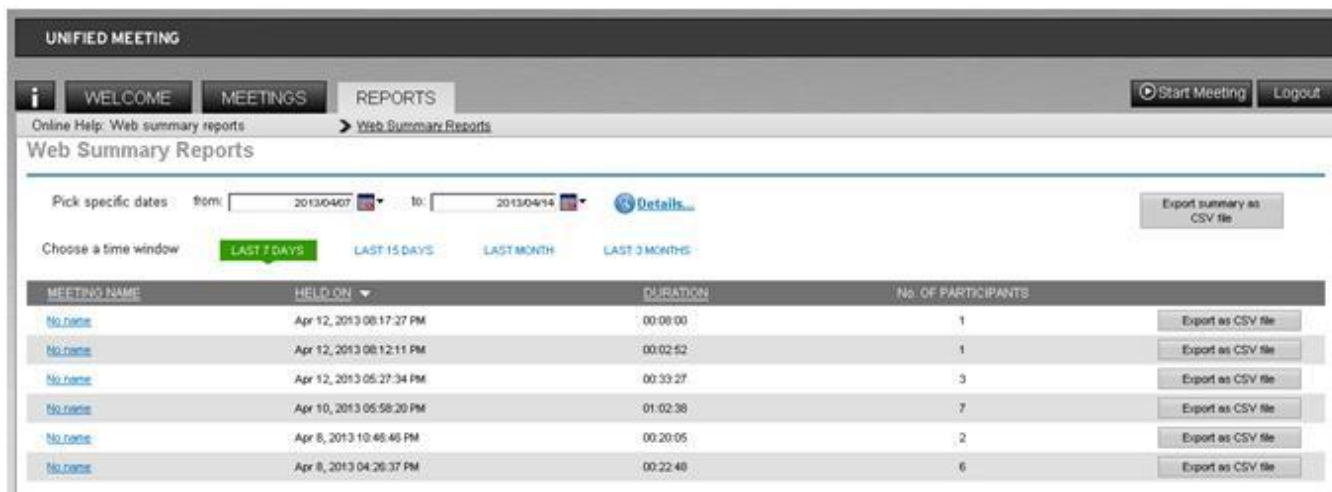 UNIFIED MEETING
i WELCOME MEETINGS REPORTS Start Meeting Logout
Online Help: Web summary reports Web Summary Reports
Web Summary Reports
Pick specific dates from: 2013/04/07 to: 2013/04/14 Details... Export summary as CSV file
Choose a time window LAST 7 DAYS LAST 15 DAYS LAST MONTH LAST 3 MONTHS
MEETING NAME HELD ON DURATION No. OF PARTICIPANTS
No name Apr 12, 2013 08:17:27 PM 00:08:00 1 Export as CSV file
No name Apr 12, 2013 08:12:11 PM 00:02:52 1 Export as CSV file
No name Apr 12, 2013 05:27:34 PM 00:33:27 3 Export as CSV file
No name Apr 10, 2013 05:58:20 PM 01:02:38 7 Export as CSV file
No name Apr 8, 2013 10:46:46 PM 00:20:05 2 Export as CSV file
No name Apr 8, 2013 04:26:37 PM 00:22:48 6 Export as CSV file